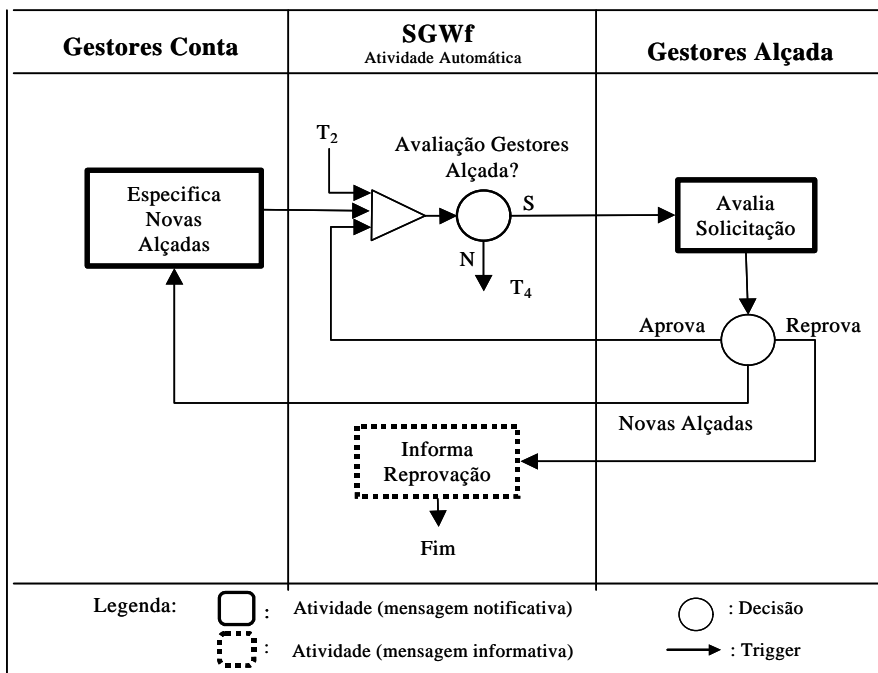 Gestores Conta
SGWf
Atividade Automática
Gestores Alçada
T2
Avaliação Gestores
Alçada?
Especifica
Novas
Alçadas
S
Avalia
Solicitação
N
T4
Aprova
Reprova
Novas Alçadas
Informa
Reprovação
Fim
Legenda:
: Atividade (mensagem notificativa)
: Decisão
: Atividade (mensagem informativa)
: Trigger